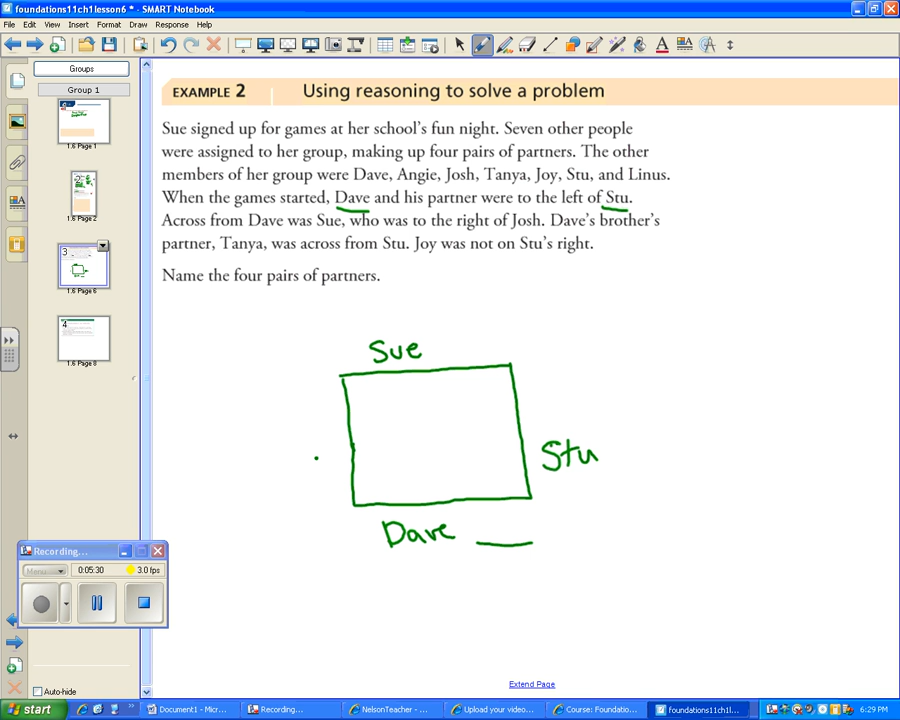 foundations11ch1lesson6 * - SMART Notebook
File Edit View Insert Format Draw Response Help
Groups
Group 1
1.6 Page 1
1.6 Page 2
3
1.6 Page 6
4
1.6 Page 8
EXAMPLE 2 Using reasoning to solve a problem
Sue signed up for games at her school's fun night. Seven other people
were assigned to her group, making up four pairs of partners. The other
members of her group were Dave, Angie, Josh, Tanya, Joy, Stu, and Linus.
When the games started, Dave and his partner were to the left of Stu.
Across from Dave was Sue, who was to the right of Josh. Dave's brother's
partner, Tanya, was across from Stu. Joy was not on Stu's right.
Name the four pairs of partners.
Sue
Stu
Dave
Recording...
Menu 0:05:30 3.0 fps
Auto-hide
Extend Page
start Document1 - Micr... Recording... NelsonTeacher - ... Upload your video... Course: Foundatio... foundations11ch1l... 6:29 PM